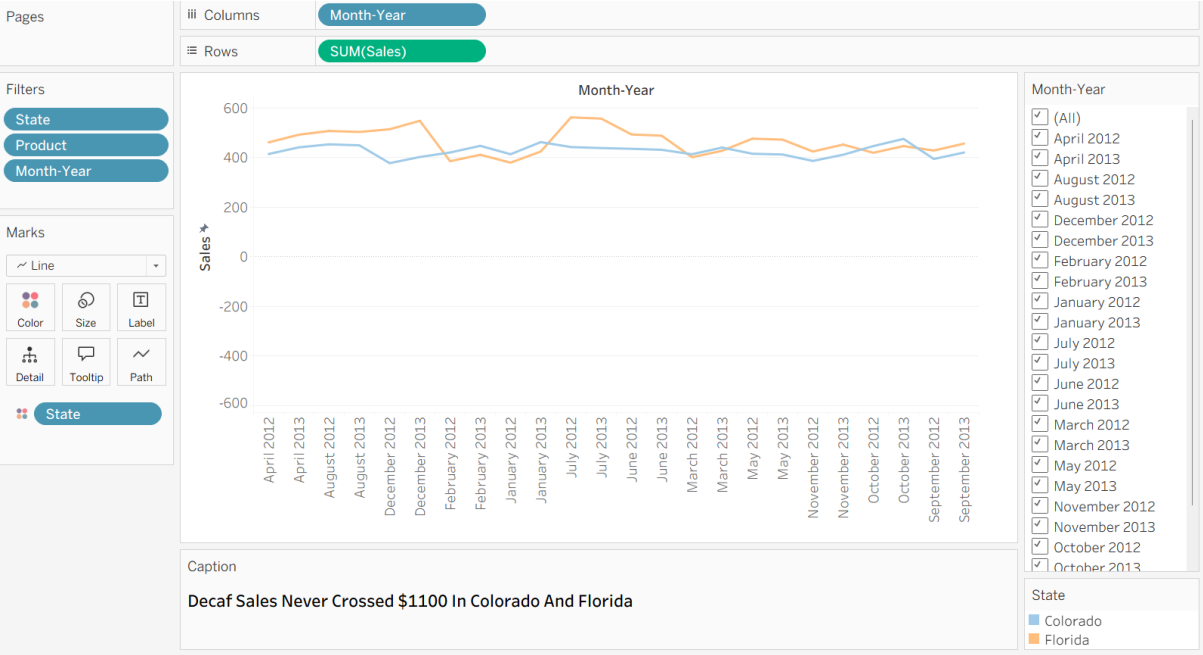 Pages
Columns
Month-Year
Rows
SUM(Sales)
Filters
State
Product
Month-Year
Marks
Line
Color
Size
Label
Detail
Tooltip
Path
State
Month-Year
Sales
600
400
200
0
-200
-400
-600
April 2012
April 2013
August 2012
August 2013
December 2012
December 2013
February 2012
February 2013
January 2012
January 2013
July 2012
July 2013
June 2012
June 2013
March 2012
March 2013
May 2012
May 2013
November 2012
November 2013
October 2012
October 2013
September 2012
September 2013
Caption
Decaf Sales Never Crossed $1100 In Colorado And Florida
Month-Year
(All)
April 2012
April 2013
August 2012
August 2013
December 2012
December 2013
February 2012
February 2013
January 2012
January 2013
July 2012
July 2013
June 2012
June 2013
March 2012
March 2013
May 2012
May 2013
November 2012
November 2013
October 2012
October 2013
State
Colorado
Florida